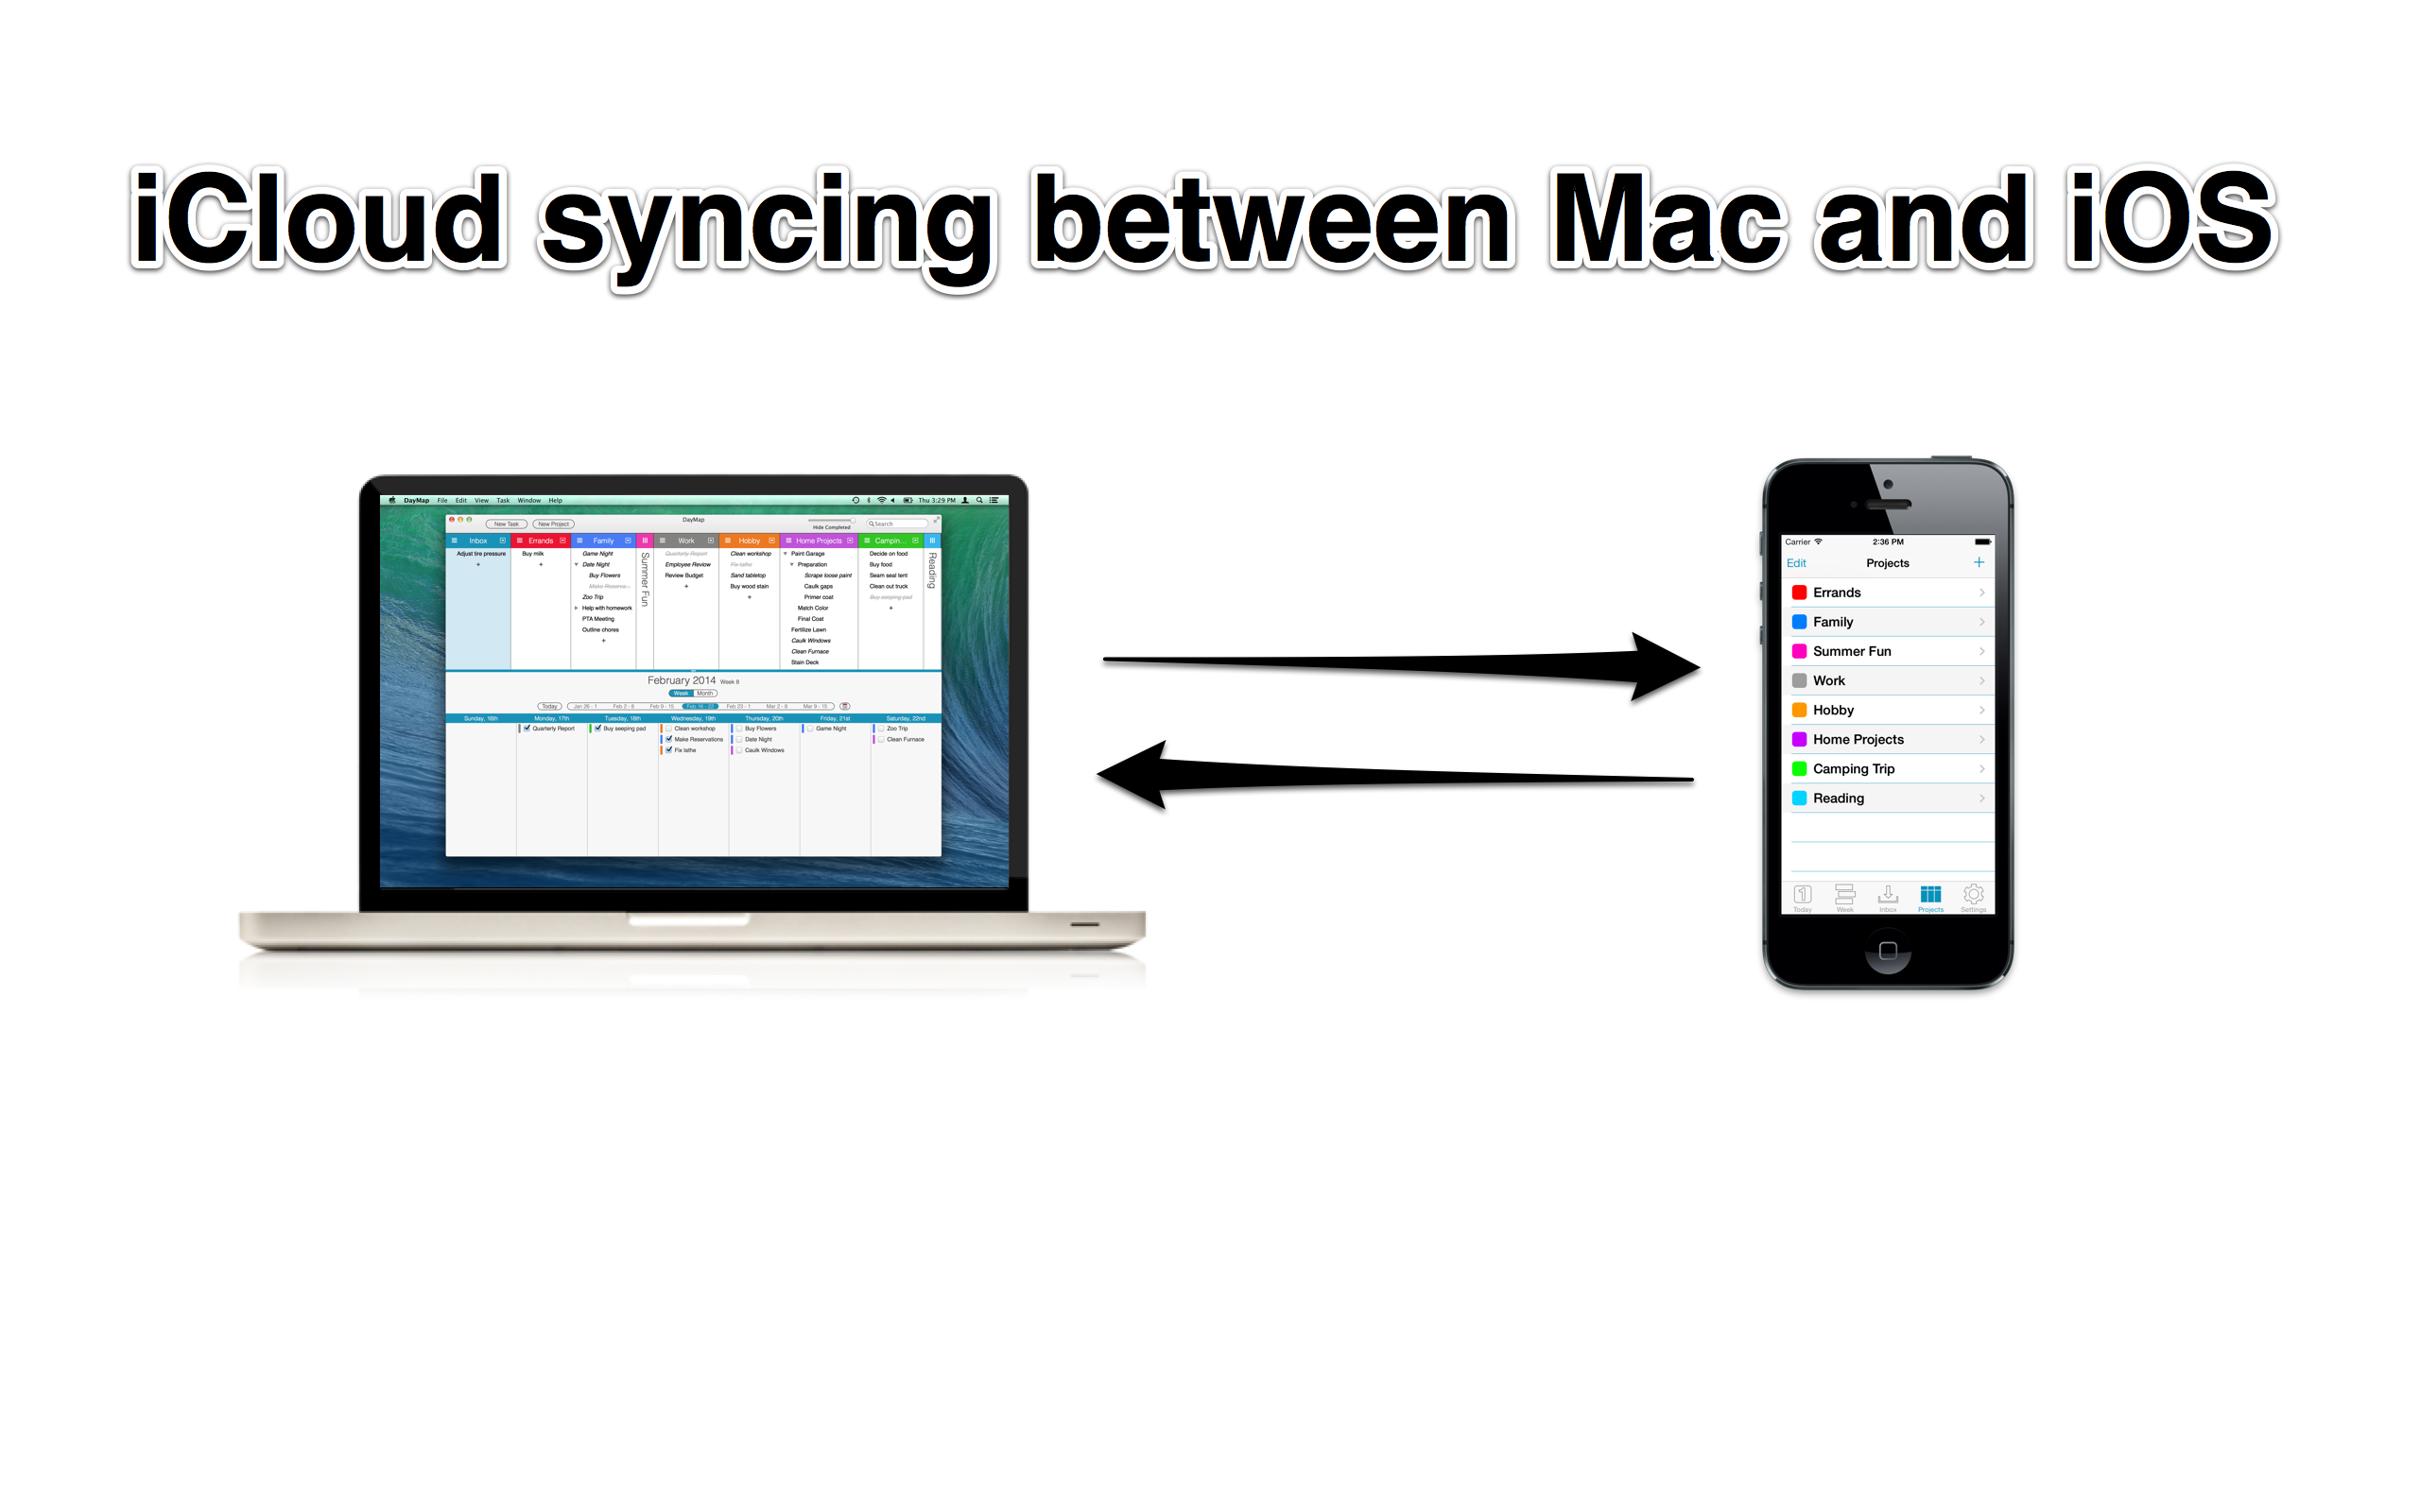 iCloud syncing between Mac and iOS
DayMap File Edit View Task Window Help Thu 3:29 PM
New Task New Project DayMap Hide Completed Search
Inbox Errands Family Work Hobby Home Projects Campin...
Adjust tire pressure
+
Buy milk
+
Game Night
Date Night
Buy Flowers
Make Reserva...
Zoo Trip
Help with homework
PTA Meeting
Outline chores
+
Summer Fun
Quarterly Report
Employee Review
Review Budget
+
Clean workshop
Fix lathe
Sand tabletop
Buy wood stain
+
Paint Garage
Preparation
Scrape loose paint
Caulk gaps
Primer coat
Match Color
Final Coat
Fertilize Lawn
Caulk Windows
Clean Furnace
Stain Deck
Decide on food
Buy food
Seam seal tent
Clean out truck
Buy seeping pad
+
Reading
February 2014 Week 8
Week Month
Today Jan 26 - 1 Feb 2 - 8 Feb 9 - 15 Feb 16 - 22 Feb 23 - 1 Mar 2 - 8 Mar 9 - 15
Sunday, 16th Monday, 17th Tuesday, 18th Wednesday, 19th Thursday, 20th Friday, 21st Saturday, 22nd
Quarterly Report Buy seeping pad Clean workshop Buy Flowers Game Night Zoo Trip
Make Reservations Date Night Clean Furnace
Fix lathe Caulk Windows
Carrier 2:36 PM
Edit Projects +
Errands
Family
Summer Fun
Work
Hobby
Home Projects
Camping Trip
Reading
1
Today Week Inbox Projects Settings